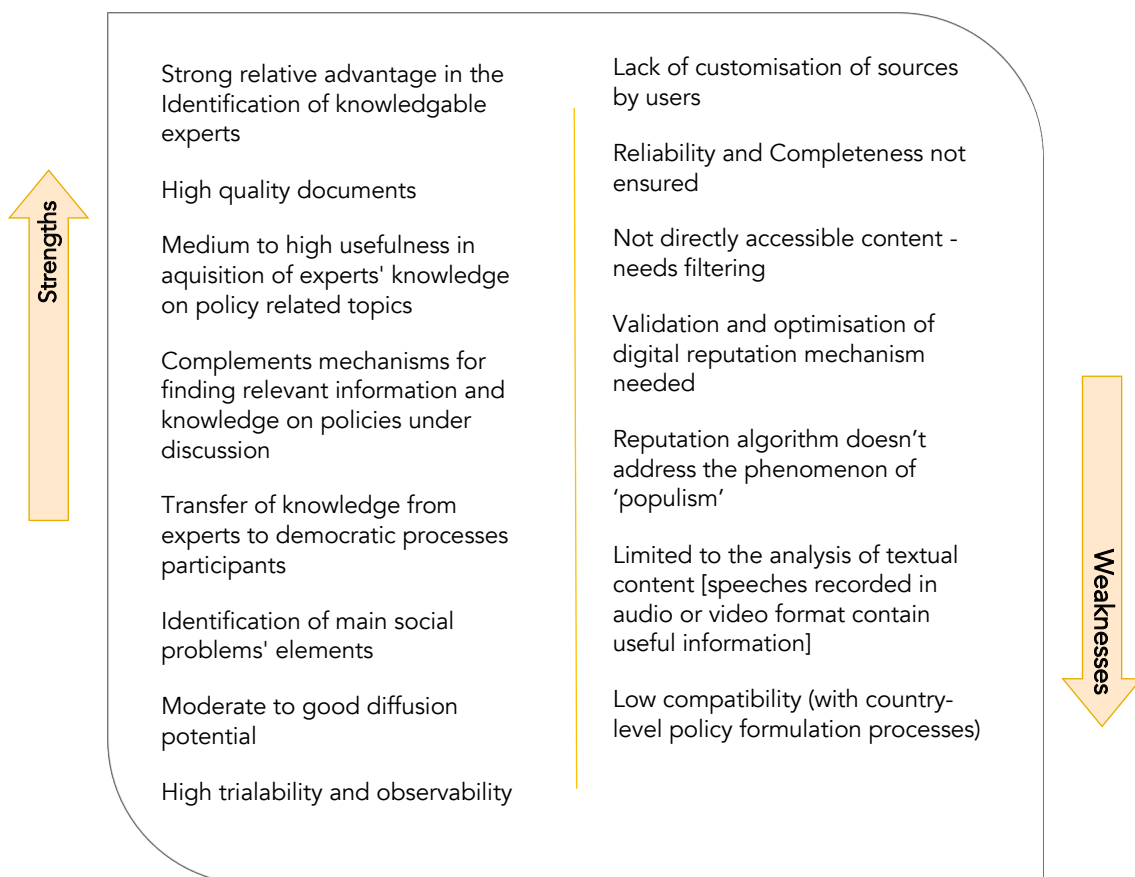 Strengths
Strong relative advantage in the
Identification of knowledgable
experts
High quality documents
Medium to high usefulness in
aquisition of experts' knowledge
on policy related topics
Complements mechanisms for
finding relevant information and
knowledge on policies under
discussion
Transfer of knowledge from
experts to democratic processes
participants
Identification of main social
problems' elements
Moderate to good diffusion
potential
High trialability and observability
Lack of customisation of sources
by users
Reliability and Completeness not
ensured
Not directly accessible content -
needs filtering
Validation and optimisation of
digital reputation mechanism
needed
Reputation algorithm doesn’t
address the phenomenon of
‘populism’
Limited to the analysis of textual
content [speeches recorded in
audio or video format contain
useful information]
Low compatibility (with country-
level policy formulation processes)
Weaknesses